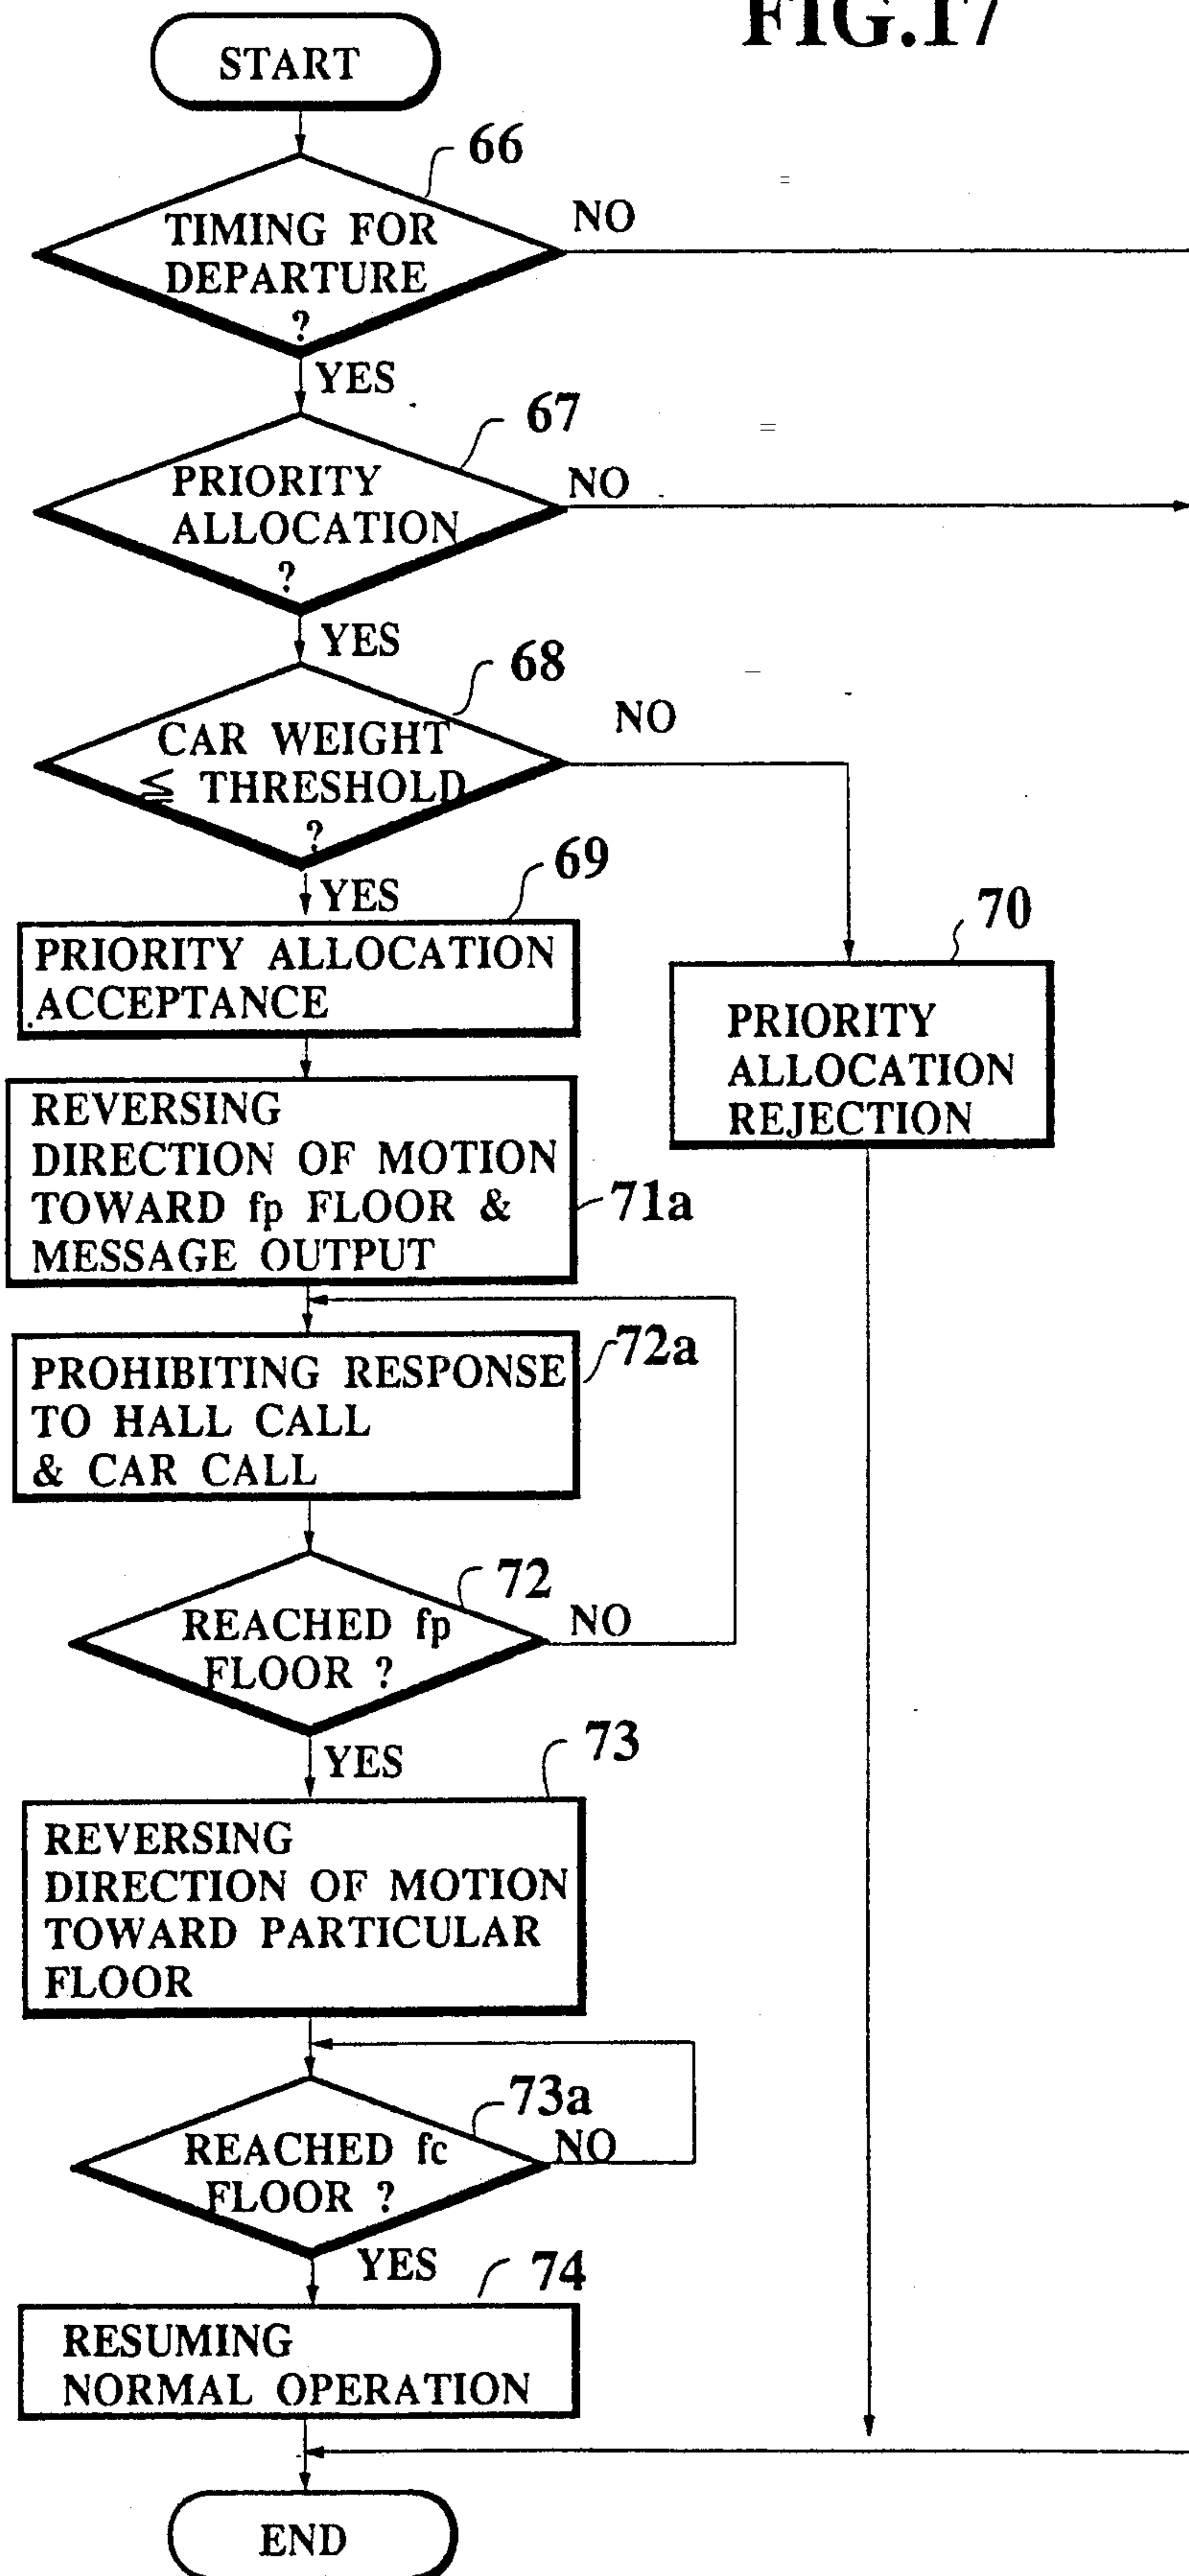 FIG.17
START
66
TIMING FOR
DEPARTURE
?
NO
YES
67
PRIORITY
ALLOCATION
?
NO
YES
68
CAR WEIGHT
≦ THRESHOLD
?
NO
YES
69
PRIORITY ALLOCATION
ACCEPTANCE
70
PRIORITY
ALLOCATION
REJECTION
REVERSING
DIRECTION OF MOTION
TOWARD fp FLOOR &
MESSAGE OUTPUT
71a
PROHIBITING RESPONSE
TO HALL CALL
& CAR CALL
72a
72
REACHED fp
FLOOR ?
NO
YES
73
REVERSING
DIRECTION OF MOTION
TOWARD PARTICULAR
FLOOR
73a
REACHED fc
FLOOR ?
NO
YES
74
RESUMING
NORMAL OPERATION
END